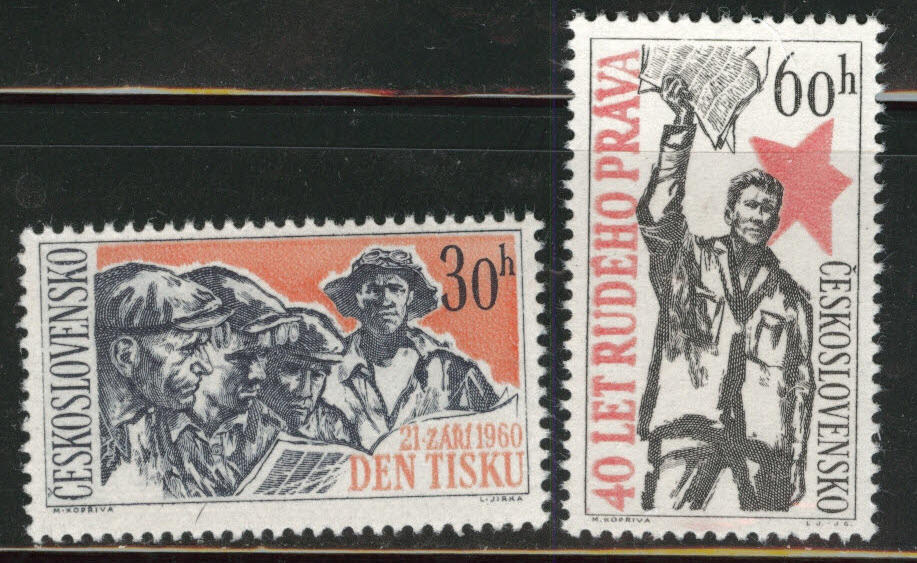 ČESKOSLOVENSKO
30h
21·ZÁŘÍ 1960
DEN TISKU
M·KOPŘIVA
L·JIRKA
40 LET RUDÉHO PRÁVA
60h
ČESKOSLOVENSKO
M. KOPŘIVA
L J.-J G.